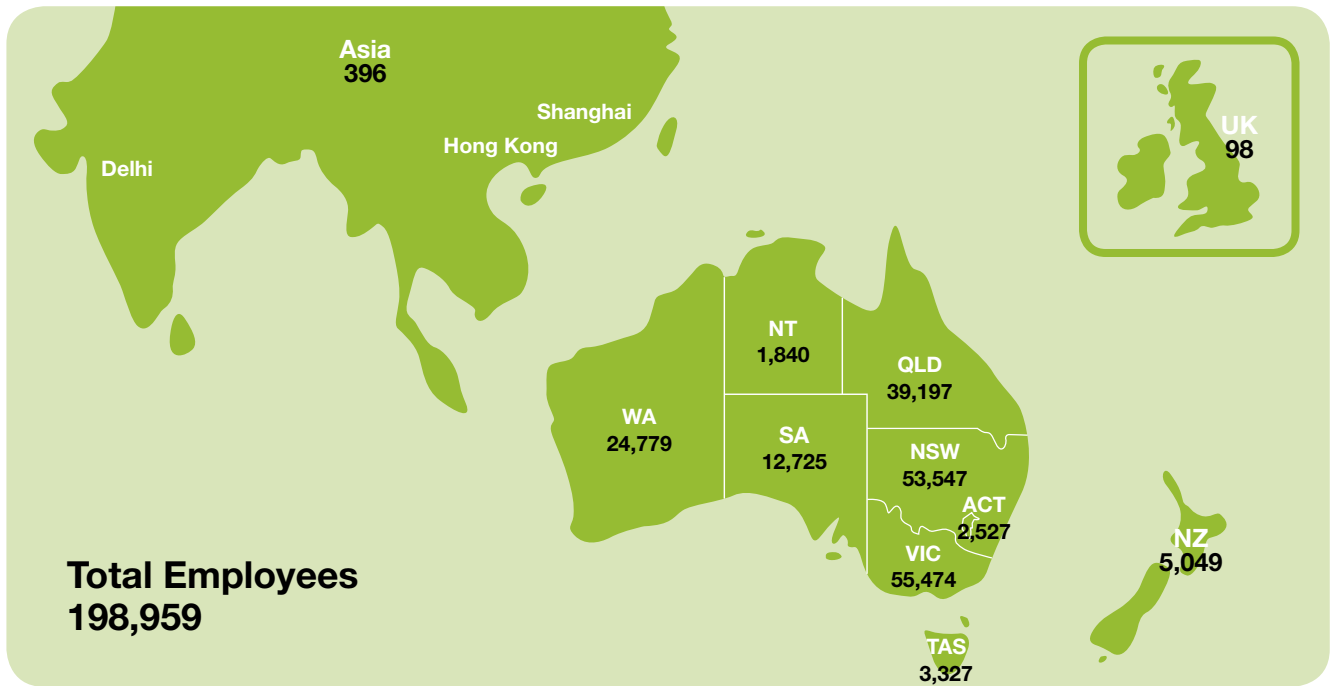 Asia
396
Shanghai
Hong Kong
Delhi
UK
98
NT
1,840
QLD
39,197
WA
24,779
SA
12,725
NSW
53,547
ACT
2,527
VIC
55,474
NZ
5,049
TAS
3,327
Total Employees
198,959